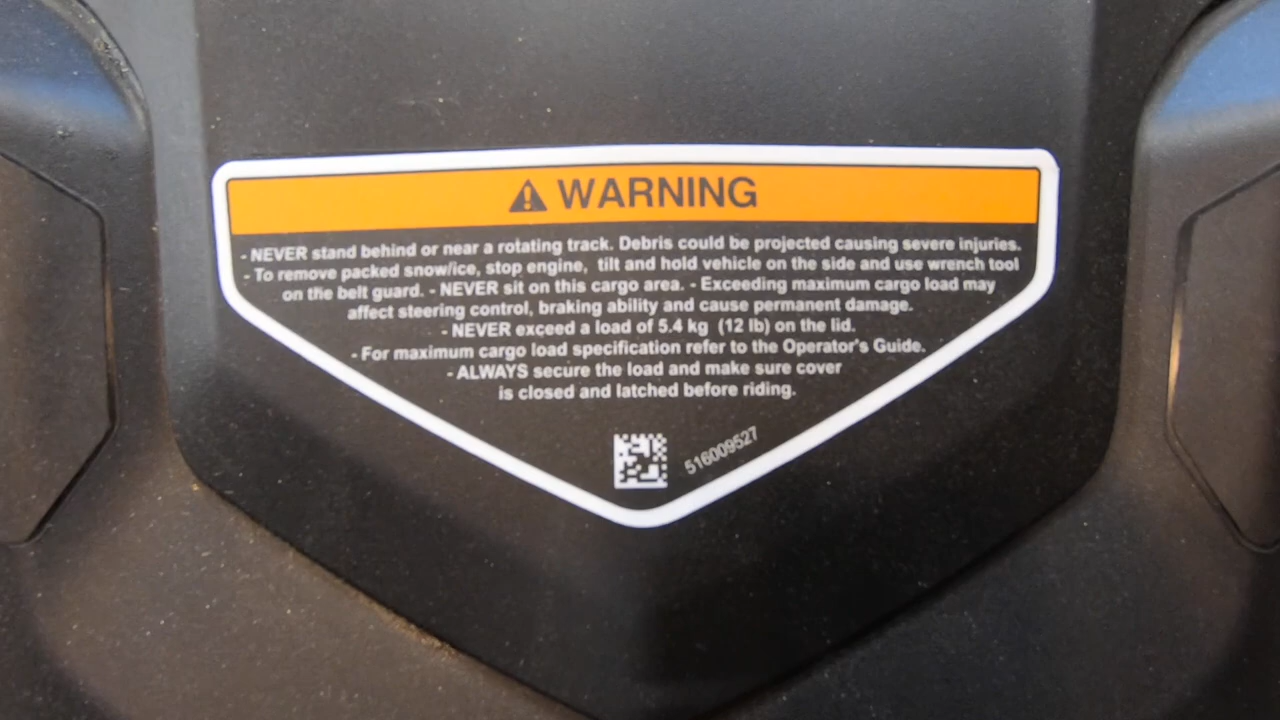 WARNING
- NEVER stand behind or near a rotating track. Debris could be projected causing severe injuries.
- To remove packed snow/ice, stop engine, tilt and hold vehicle on the side and use wrench tool
on the belt guard. - NEVER sit on this cargo area. - Exceeding maximum cargo load may
affect steering control, braking ability and cause permanent damage.
- NEVER exceed a load of 5.4 kg (12 lb) on the lid.
- For maximum cargo load specification refer to the Operator's Guide.
- ALWAYS secure the load and make sure cover
is closed and latched before riding.
516009527